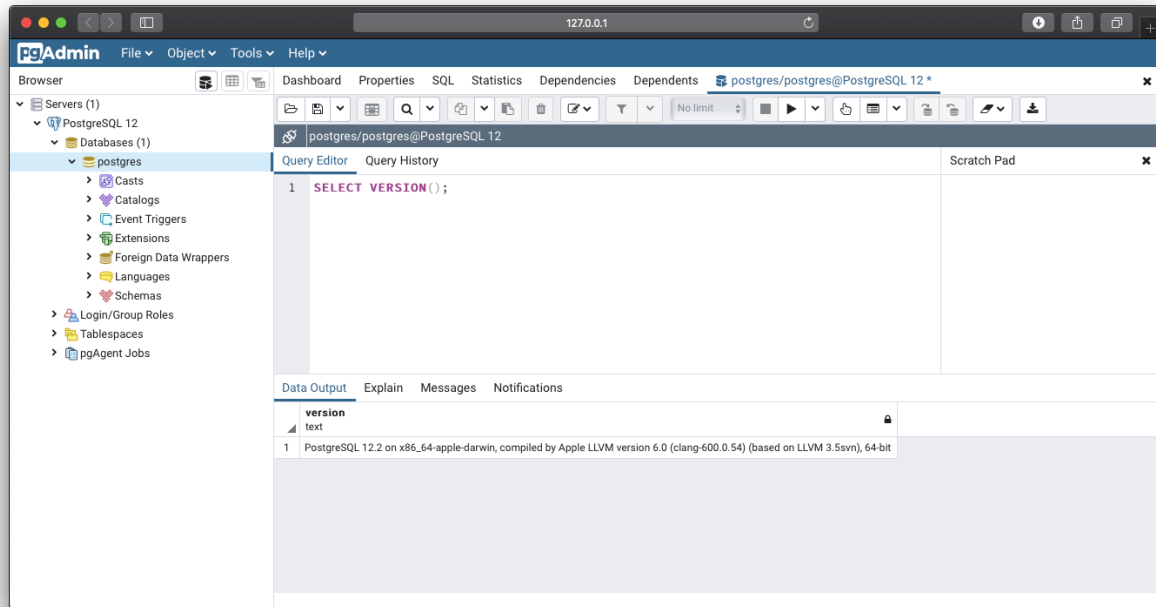 127.0.0.1
pgAdmin File Object Tools Help
Browser
Dashboard Properties SQL Statistics Dependencies Dependents postgres/postgres@PostgreSQL 12 *
Servers (1)
PostgreSQL 12
Databases (1)
postgres
Casts
Catalogs
Event Triggers
Extensions
Foreign Data Wrappers
Languages
Schemas
Login/Group Roles
Tablespaces
pgAgent Jobs
No limit
postgres/postgres@PostgreSQL 12
Query Editor Query History
Scratch Pad
1 SELECT VERSION();
Data Output Explain Messages Notifications
version
text
1 PostgreSQL 12.2 on x86_64-apple-darwin, compiled by Apple LLVM version 6.0 (clang-600.0.54) (based on LLVM 3.5svn), 64-bit